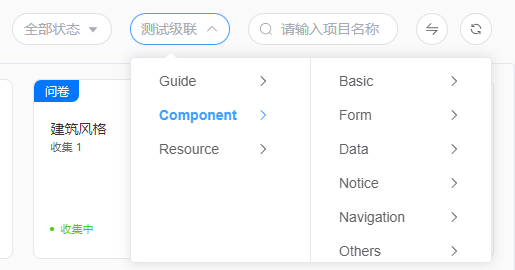 全部状态
测试级联
请输入项目名称
Guide
Component
Resource
Basic
Form
Data
Notice
Navigation
Others
问卷
建筑风格
收集 1
收集中